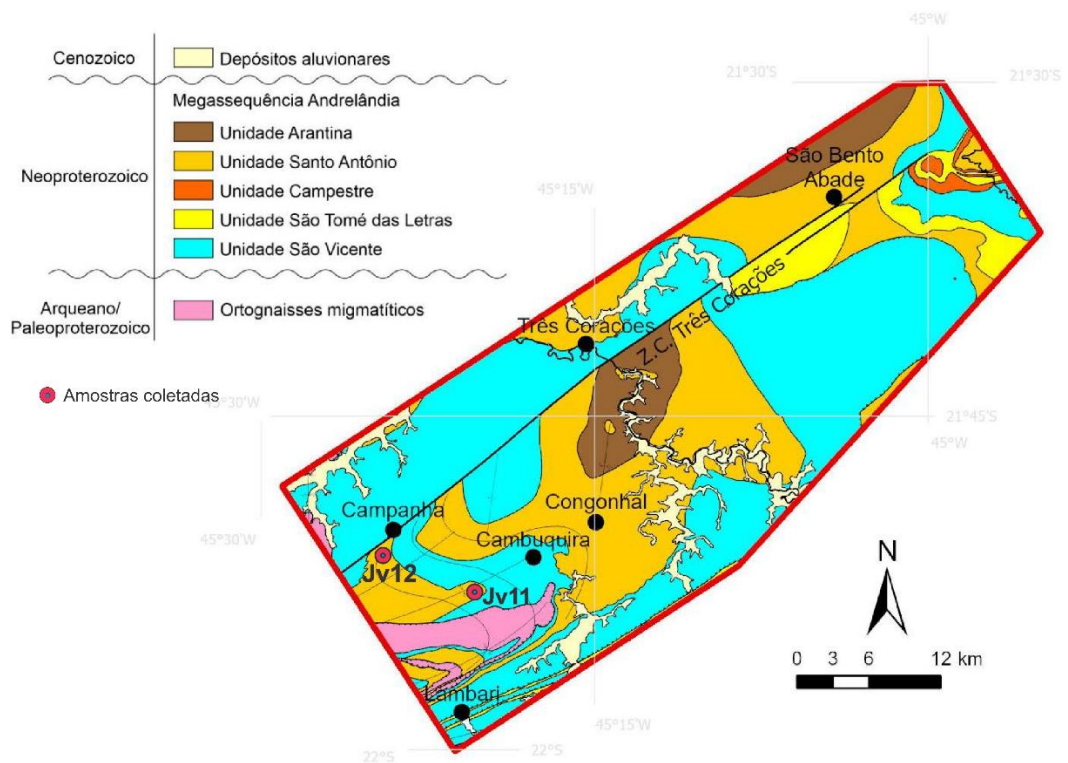 Cenozoico
Depósitos aluvionares
Neoproterozoico
Megassequência Andrelândia
Unidade Arantina
Unidade Santo Antônio
Unidade Campestre
Unidade São Tomé das Letras
Unidade São Vicente
Arqueano/
Paleoproterozoico
Ortognaisses migmatíticos
Amostras coletadas
45°W
21°30'S
21°30'S
São Bento
Abade
45°15'W
Z.C. Três Corações
Três Corações
45°30'W
21°45'S
45°W
Campanha
Congonhal
45°30'W
Cambuquira
Jv12
Jv11
N
0 3 6 12 km
Lambari
45°15'W
22°S
22°S